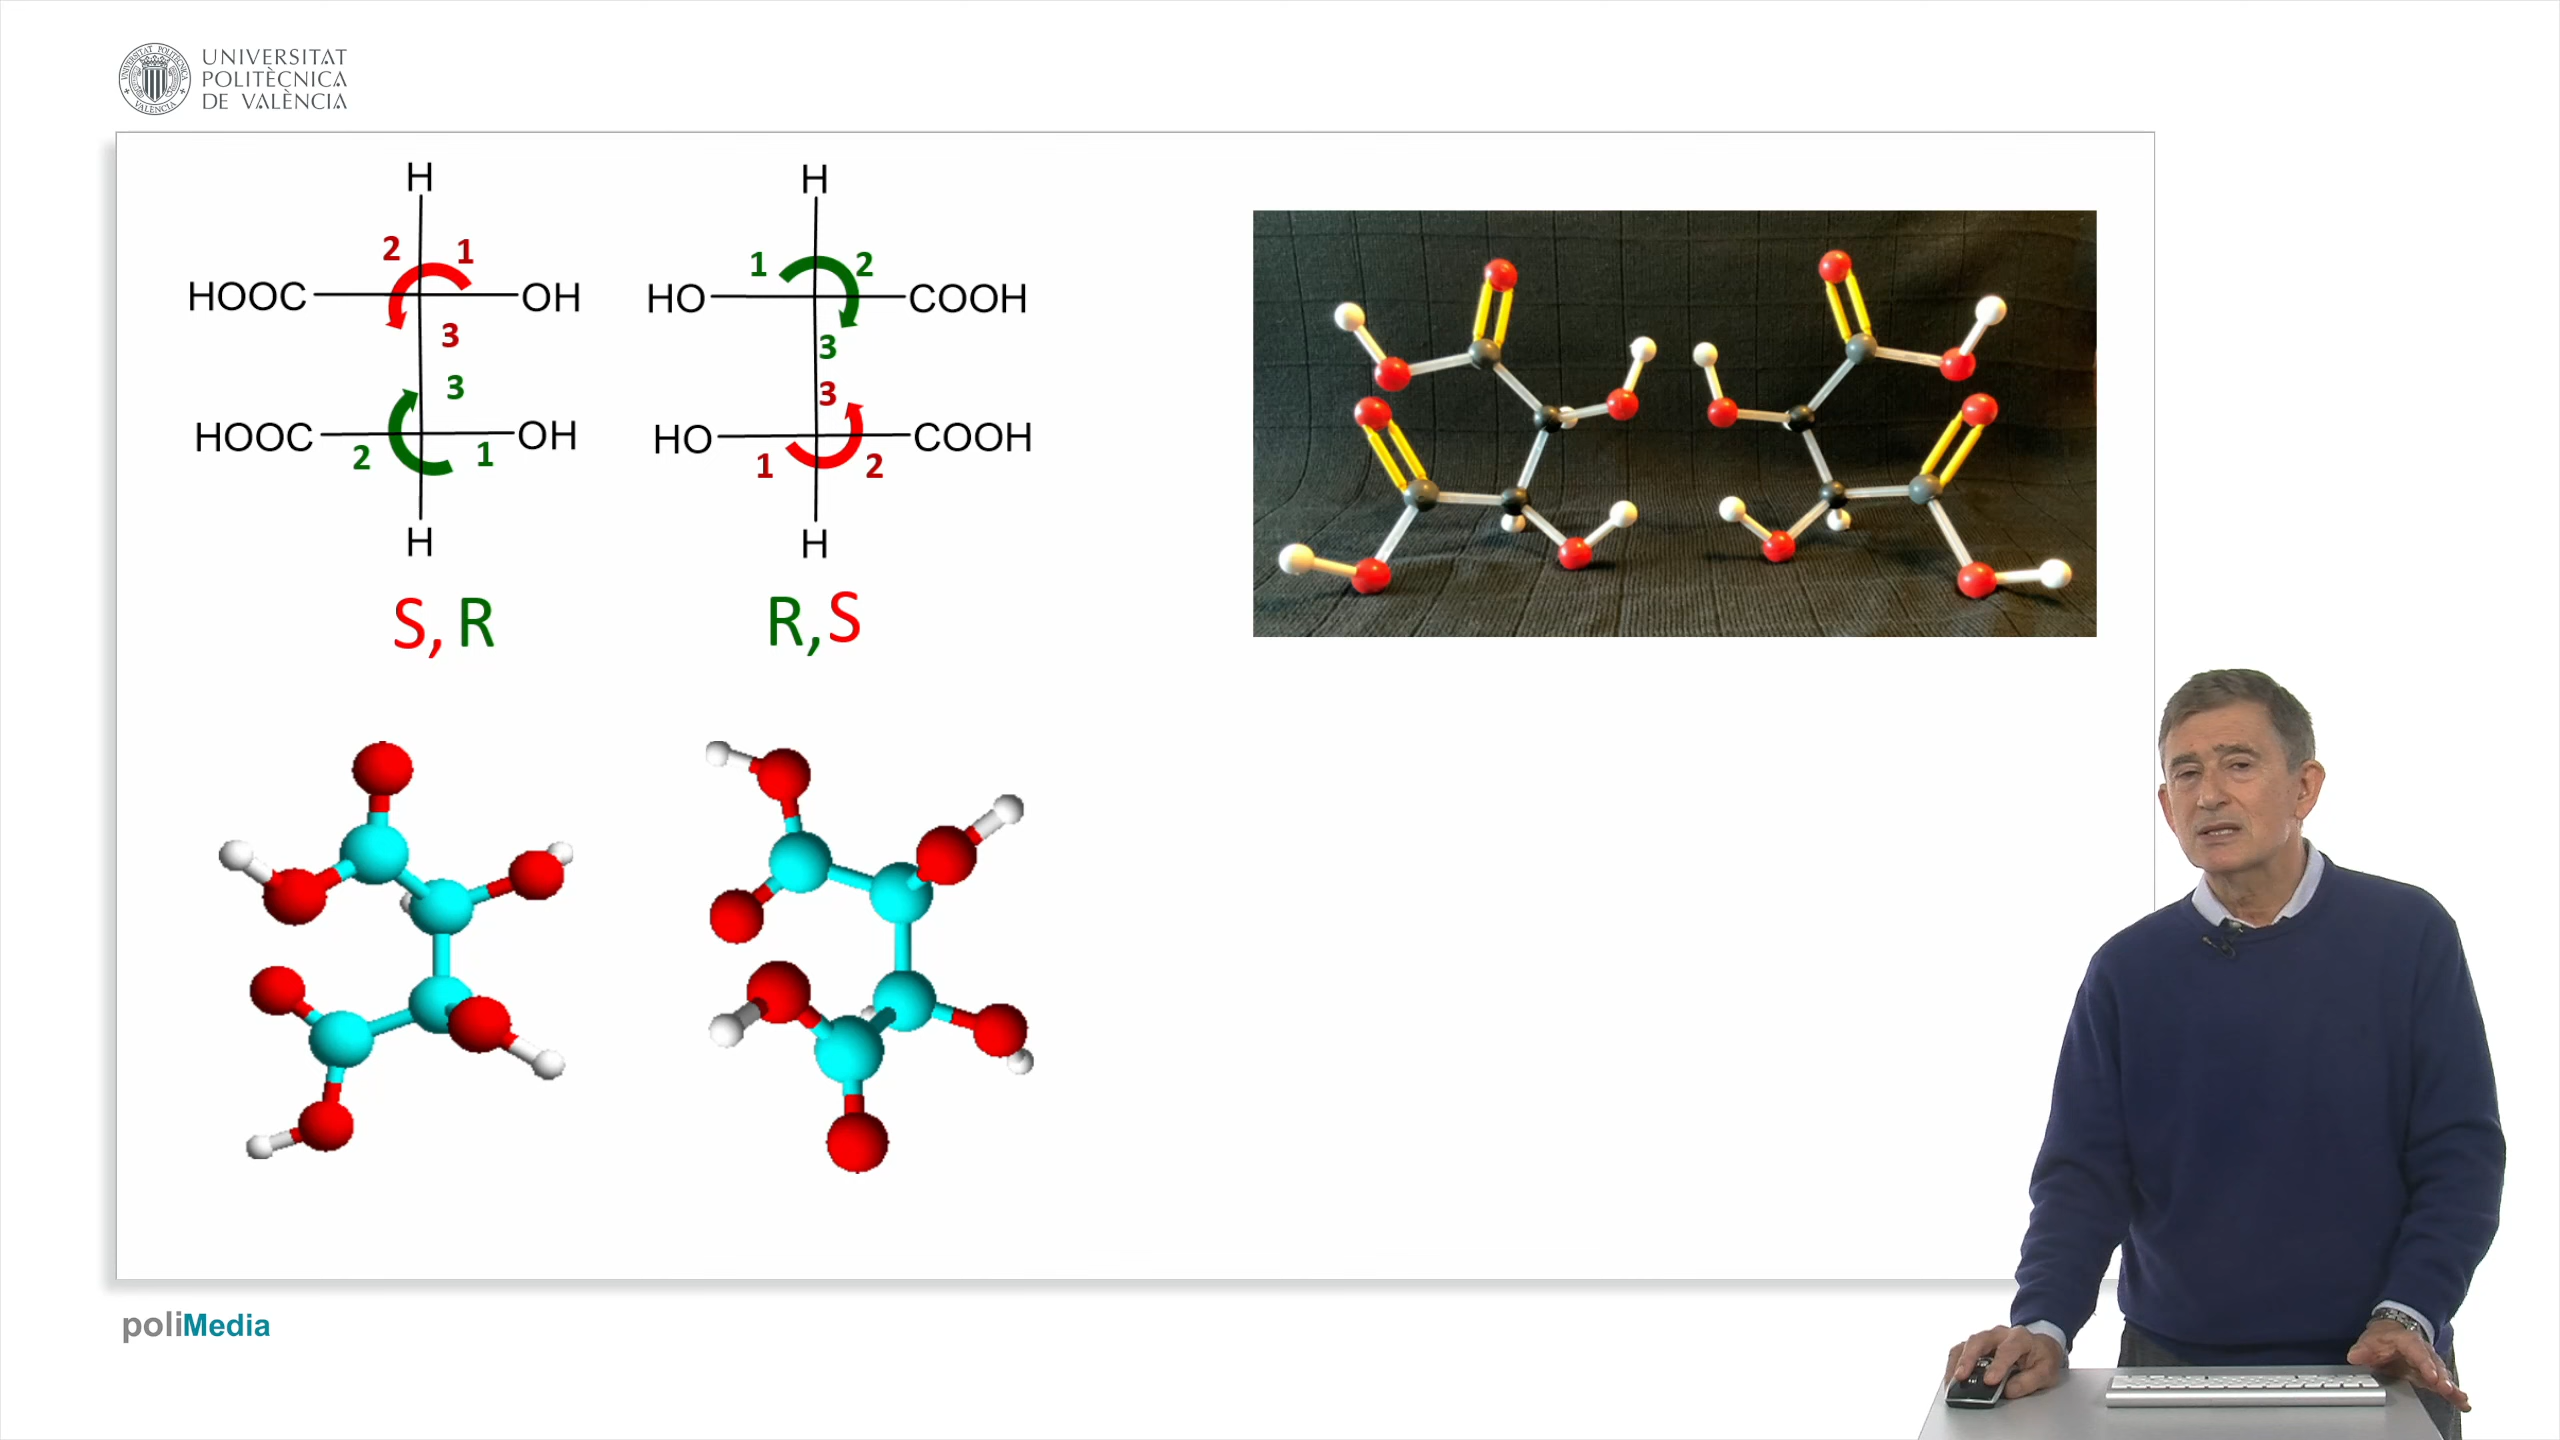 UNIVERSITAT
POLITÈCNICA
DE VALÈNCIA
H
H
2
1
1
2
HOOC
OH
HO
COOH
3
3
3
3
HOOC
OH
HO
COOH
2
1
1
2
H
H
S, R
R,S
poliMedia